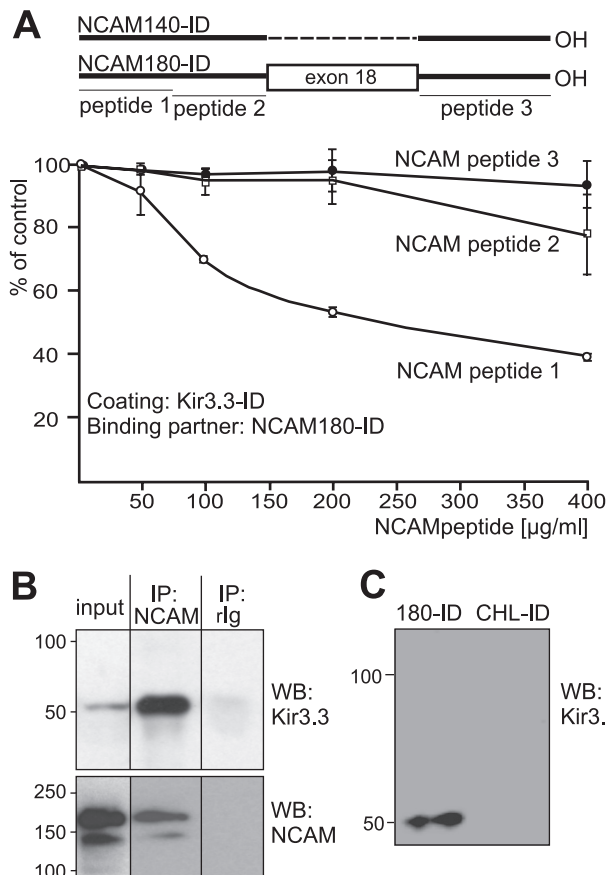 A
NCAM140-ID
OH
NCAM180-ID
exon 18
OH
peptide 1
peptide 2
peptide 3
% of control
100
80
60
40
20
NCAM peptide 3
NCAM peptide 2
NCAM peptide 1
Coating: Kir3.3-ID
Binding partner: NCAM180-ID
50 100 150 200 250 300 350 400
NCAMpeptide [µg/ml]
B
input
IP: NCAM
IP: rIg
100
50
WB: Kir3.3
250
150
100
WB: NCAM
C
180-ID CHL-ID
100
50
WB:
Kir3.